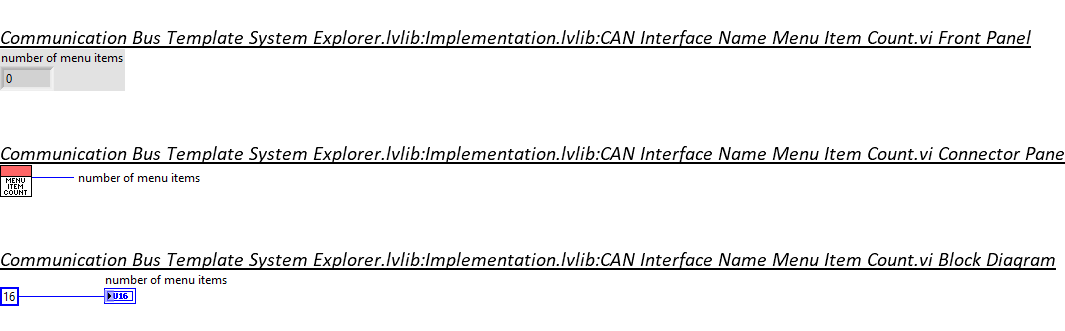 Communication Bus Template System Explorer.lvlib:Implementation.lvlib:CAN Interface Name Menu Item Count.vi Front Panel
number of menu items
0
Communication Bus Template System Explorer.lvlib:Implementation.lvlib:CAN Interface Name Menu Item Count.vi Connector Pane
MENU
ITEM
COUNT
number of menu items
Communication Bus Template System Explorer.lvlib:Implementation.lvlib:CAN Interface Name Menu Item Count.vi Block Diagram
number of menu items
16 U16